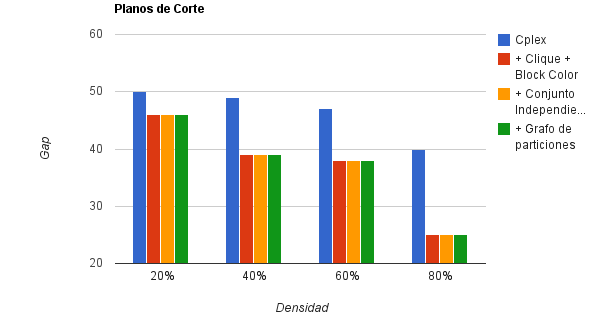 Planos de Corte
60
50
40
30
20
Gap
20%
40%
60%
80%
Densidad
Cplex
+ Clique +
Block Color
+ Conjunto
Independie...
+ Grafo de
particiones